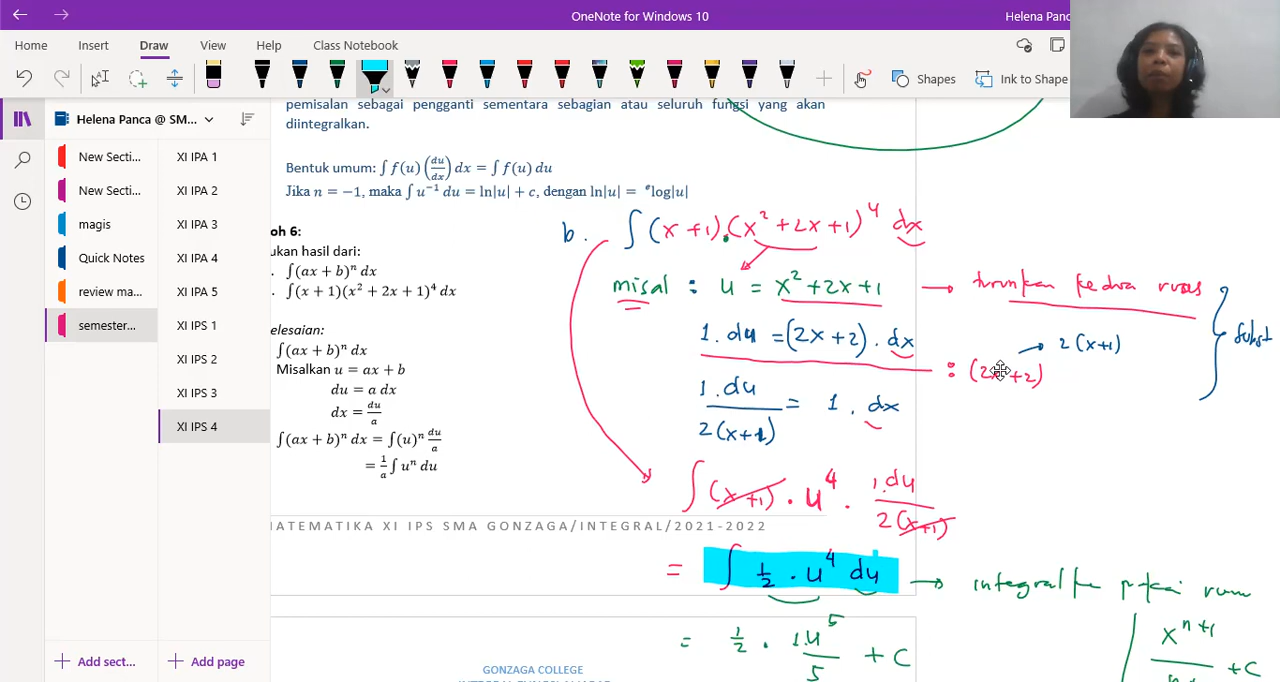 OneNote for Windows 10
Helena Panca
Home Insert Draw View Help Class Notebook
Shapes Ink to Shape
Helena Panca @ SM...
New Secti...
New Secti...
magis
Quick Notes
review ma...
semester...
XI IPA 1
XI IPA 2
XI IPA 3
XI IPA 4
XI IPA 5
XI IPS 1
XI IPS 2
XI IPS 3
XI IPS 4
Add sect...
Add page
pemisalan sebagai pengganti sementara sebagian atau seluruh fungsi yang akan
diintegralkan.
Bentuk umum: ∫ f(u) (du/dx) dx = ∫ f(u) du
Jika n = −1, maka ∫ u⁻¹ du = ln|u| + c, dengan ln|u| = ᵉlog|u|
oh 6:
ukan hasil dari:
. ∫(ax + b)ⁿ dx
. ∫(x + 1)(x² + 2x + 1)⁴ dx
elesaian:
∫(ax + b)ⁿ dx
Misalkan u = ax + b
du = a dx
dx = du/a
∫(ax + b)ⁿ dx = ∫(u)ⁿ du/a
= 1/a ∫ uⁿ du
b. ∫ (x + 1).(x² + 2x + 1)⁴ dx
misal : u = x² + 2x + 1 → turunkan kedua ruas
1. du = (2x + 2) . dx
: (2x + 2) → 2(x+1)
Subst
1. du / 2(x+1) = 1 . dx
∫ (x+1) . u⁴ . 1.du / 2(x+1)
= ∫ 1/2 . u⁴ du → integralke pakai
= 1/2 . 1.u⁵/5 + C
xⁿ⁺¹
+ C
MATEMATIKA XI IPS SMA GONZAGA/INTEGRAL/2021-2022
GONZAGA COLLEGE